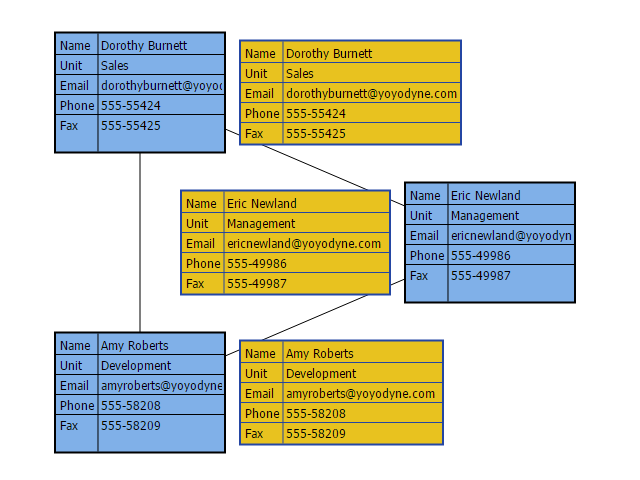 Name Dorothy Burnett
Unit Sales
Email dorothyburnett@yoyoc
Phone 555-55424
Fax 555-55425
Name Dorothy Burnett
Unit Sales
Email dorothyburnett@yoyodyne.com
Phone 555-55424
Fax 555-55425
Name Eric Newland
Unit Management
Email ericnewland@yoyodyne.com
Phone 555-49986
Fax 555-49987
Name Eric Newland
Unit Management
Email ericnewland@yoyodyn
Phone 555-49986
Fax 555-49987
Name Amy Roberts
Unit Development
Email amyroberts@yoyodyne
Phone 555-58208
Fax 555-58209
Name Amy Roberts
Unit Development
Email amyroberts@yoyodyne.com
Phone 555-58208
Fax 555-58209